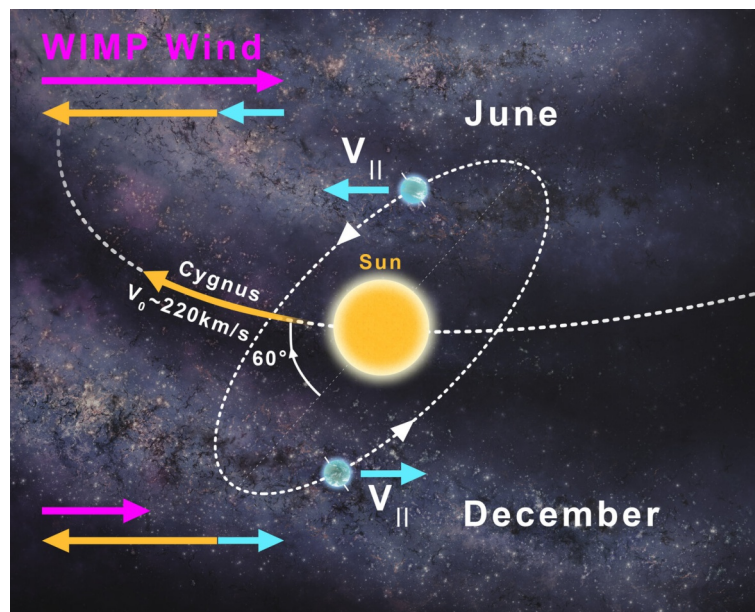 WIMP Wind
June
V||
Sun
Cygnus
V₀~220km/s
60°
V||
December